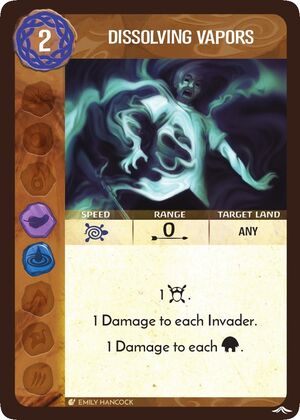 2
DISSOLVING VAPORS
SPEED
RANGE
TARGET LAND
0
ANY
1 .
1 Damage to each Invader.
1 Damage to each .
EMILY HANCOCK